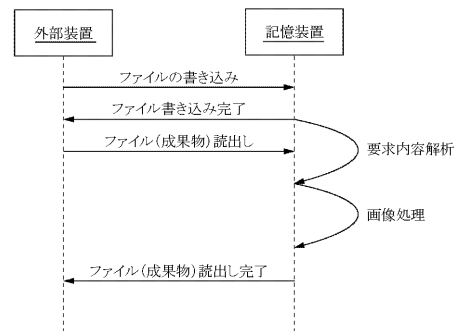 外部装置
記憶装置
ファイルの書き込み
ファイル書き込み完了
ファイル(成果物)読出し
要求内容解析
画像処理
ファイル(成果物)読出し完了